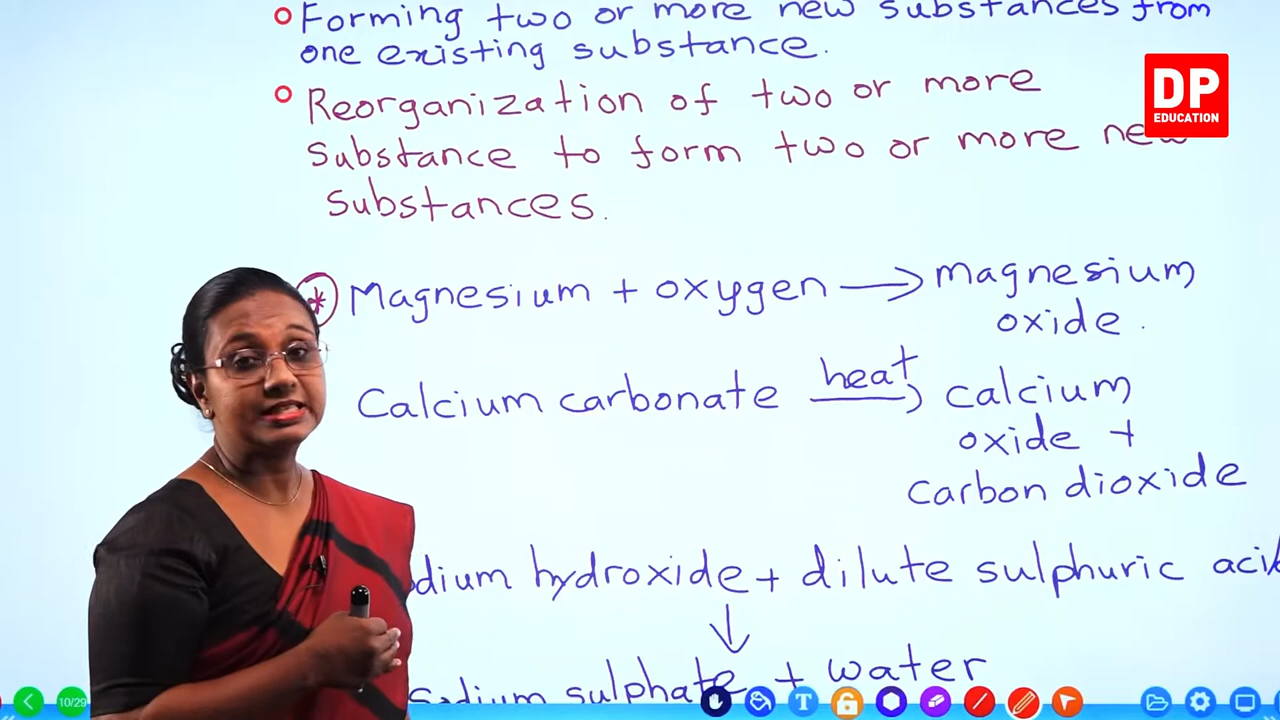 Forming two or more new substances from
one existing substance.
Reorganization of two or more
substance to form two or more new
substances.
Magnesium + oxygen → magnesium
oxide.
Calcium carbonate heat → calcium
oxide +
carbon dioxide
dium hydroxide + dilute sulphuric acid
↓
Sodium sulphate + water
DP
EDUCATION
10/29
T